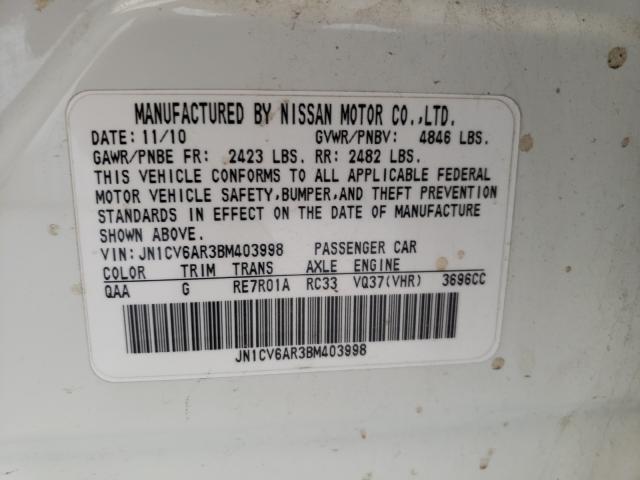 MANUFACTURED BY NISSAN MOTOR CO.,LTD.
DATE: 11/10 GVWR/PNBV: 4846 LBS.
GAWR/PNBE FR: 2423 LBS. RR: 2482 LBS.
THIS VEHICLE CONFORMS TO ALL APPLICABLE FEDERAL
MOTOR VEHICLE SAFETY,BUMPER,AND THEFT PREVENTION
STANDARDS IN EFFECT ON THE DATE OF MANUFACTURE
SHOWN ABOVE.
VIN: JN1CV6AR3BM403998 PASSENGER CAR
COLOR TRIM TRANS AXLE ENGINE
QAA G RE7R01A RC33 VQ37(VHR) 3696CC
JN1CV6AR3BM403998